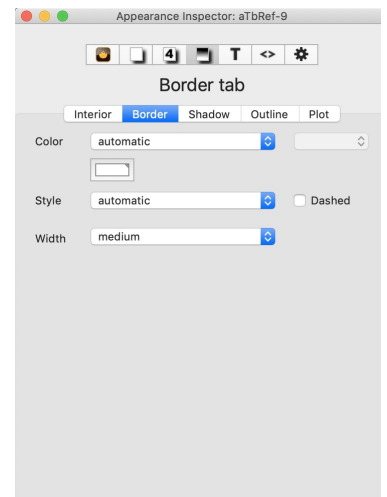 Appearance Inspector: aTbRef-9
4 T <>
Border tab
Interior Border Shadow Outline Plot
Color automatic
Style automatic Dashed
Width medium